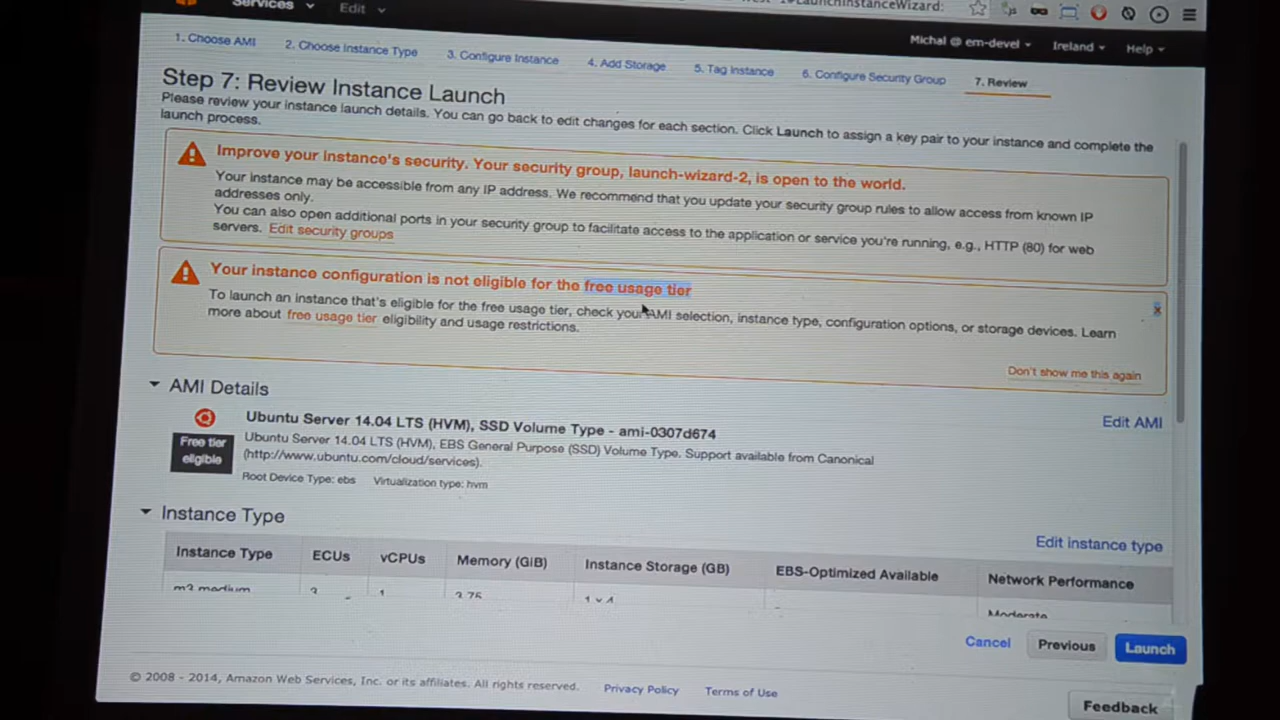 LaunchInstanceWizard:
Services Edit
Michal @ em-devel Ireland Help
1. Choose AMI 2. Choose Instance Type 3. Configure Instance 4. Add Storage 5. Tag Instance 6. Configure Security Group 7. Review
Step 7: Review Instance Launch
Please review your instance launch details. You can go back to edit changes for each section. Click Launch to assign a key pair to your instance and complete the
launch process.
Improve your instance's security. Your security group, launch-wizard-2, is open to the world.
Your instance may be accessible from any IP address. We recommend that you update your security group rules to allow access from known IP
addresses only.
You can also open additional ports in your security group to facilitate access to the application or service you're running, e.g., HTTP (80) for web
servers. Edit security groups
Your instance configuration is not eligible for the free usage tier
To launch an instance that's eligible for the free usage tier, check your AMI selection, instance type, configuration options, or storage devices. Learn
more about free usage tier eligibility and usage restrictions.
x
Don't show me this again
AMI Details
Edit AMI
Ubuntu Server 14.04 LTS (HVM), SSD Volume Type - ami-0307d674
Free tier
eligible
Ubuntu Server 14.04 LTS (HVM), EBS General Purpose (SSD) Volume Type. Support available from Canonical
(http://www.ubuntu.com/cloud/services).
Root Device Type: ebs Virtualization type: hvm
Instance Type
Edit instance type
Instance Type ECUs vCPUs Memory (GiB) Instance Storage (GB) EBS-Optimized Available Network Performance
m3.medium 3 1 3.75 1 x 4 - Moderate
Cancel Previous Launch
© 2008 - 2014, Amazon Web Services, Inc. or its affiliates. All rights reserved. Privacy Policy Terms of Use
Feedback